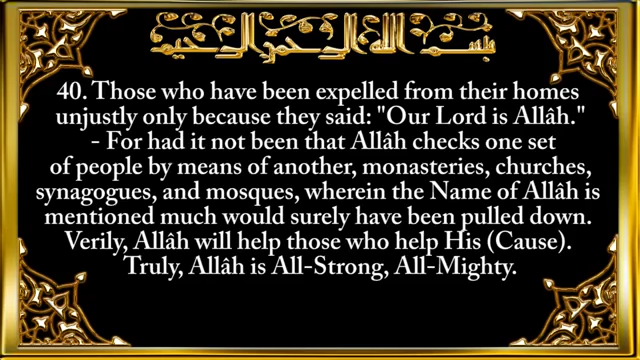 بسم الله الرحمن الرحيم
40. Those who have been expelled from their homes
unjustly only because they said: "Our Lord is Allâh."
- For had it not been that Allâh checks one set
of people by means of another, monasteries, churches,
synagogues, and mosques, wherein the Name of Allâh is
mentioned much would surely have been pulled down.
Verily, Allâh will help those who help His (Cause).
Truly, Allâh is All-Strong, All-Mighty.